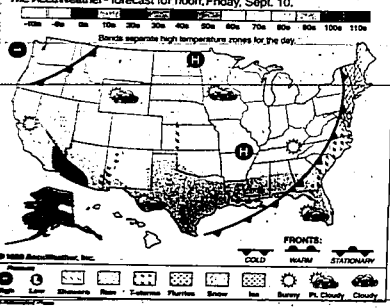 The AccuWeather® forecast for noon, Friday, Sept. 10.
-10s -0s 0s 10s 20s 30s 40s 50s 60s 70s 80s 90s 100s 110s
Bands separate high temperature zones for the day.
H
H
AccuWeather, Inc.
FRONTS:
COLD WARM STATIONARY
High Low Showers Rain T-storms Flurries Snow Ice Sunny Pt. Cloudy Cloudy